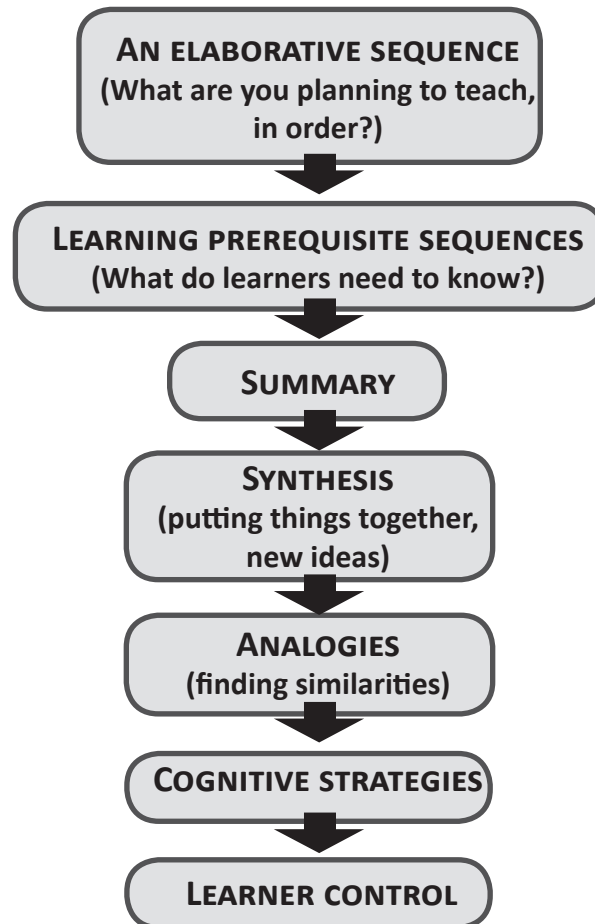 AN ELABORATIVE SEQUENCE
(What are you planning to teach,
in order?)
LEARNING PREREQUISITE SEQUENCES
(What do learners need to know?)
SUMMARY
SYNTHESIS
(putting things together,
new ideas)
ANALOGIES
(finding similarities)
COGNITIVE STRATEGIES
LEARNER CONTROL